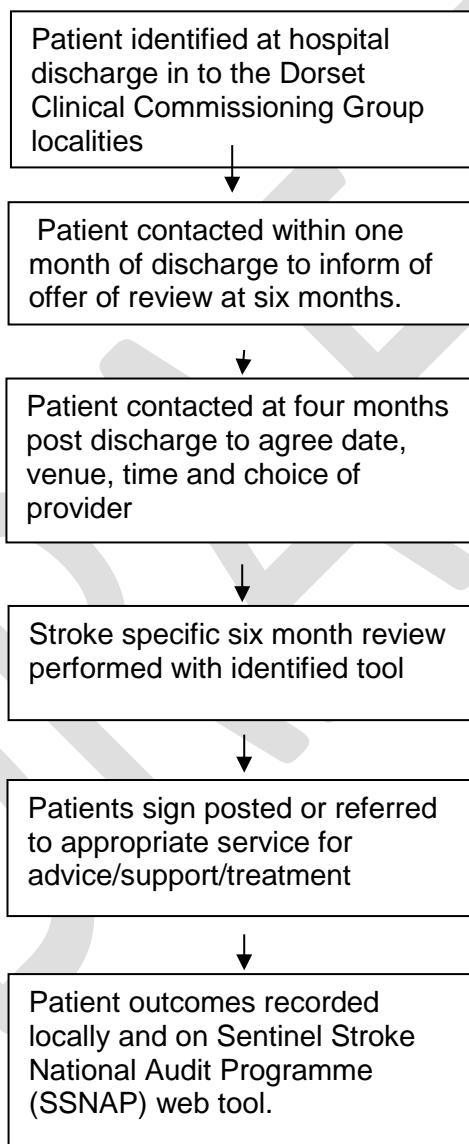 Patient identified at hospital
discharge in to the Dorset
Clinical Commissioning Group
localities
Patient contacted within one
month of discharge to inform of
offer of review at six months.
Patient contacted at four months
post discharge to agree date,
venue, time and choice of
provider
Stroke specific six month review
performed with identified tool
Patients sign posted or referred
to appropriate service for
advice/support/treatment
Patient outcomes recorded
locally and on Sentinel Stroke
National Audit Programme
(SSNAP) web tool.